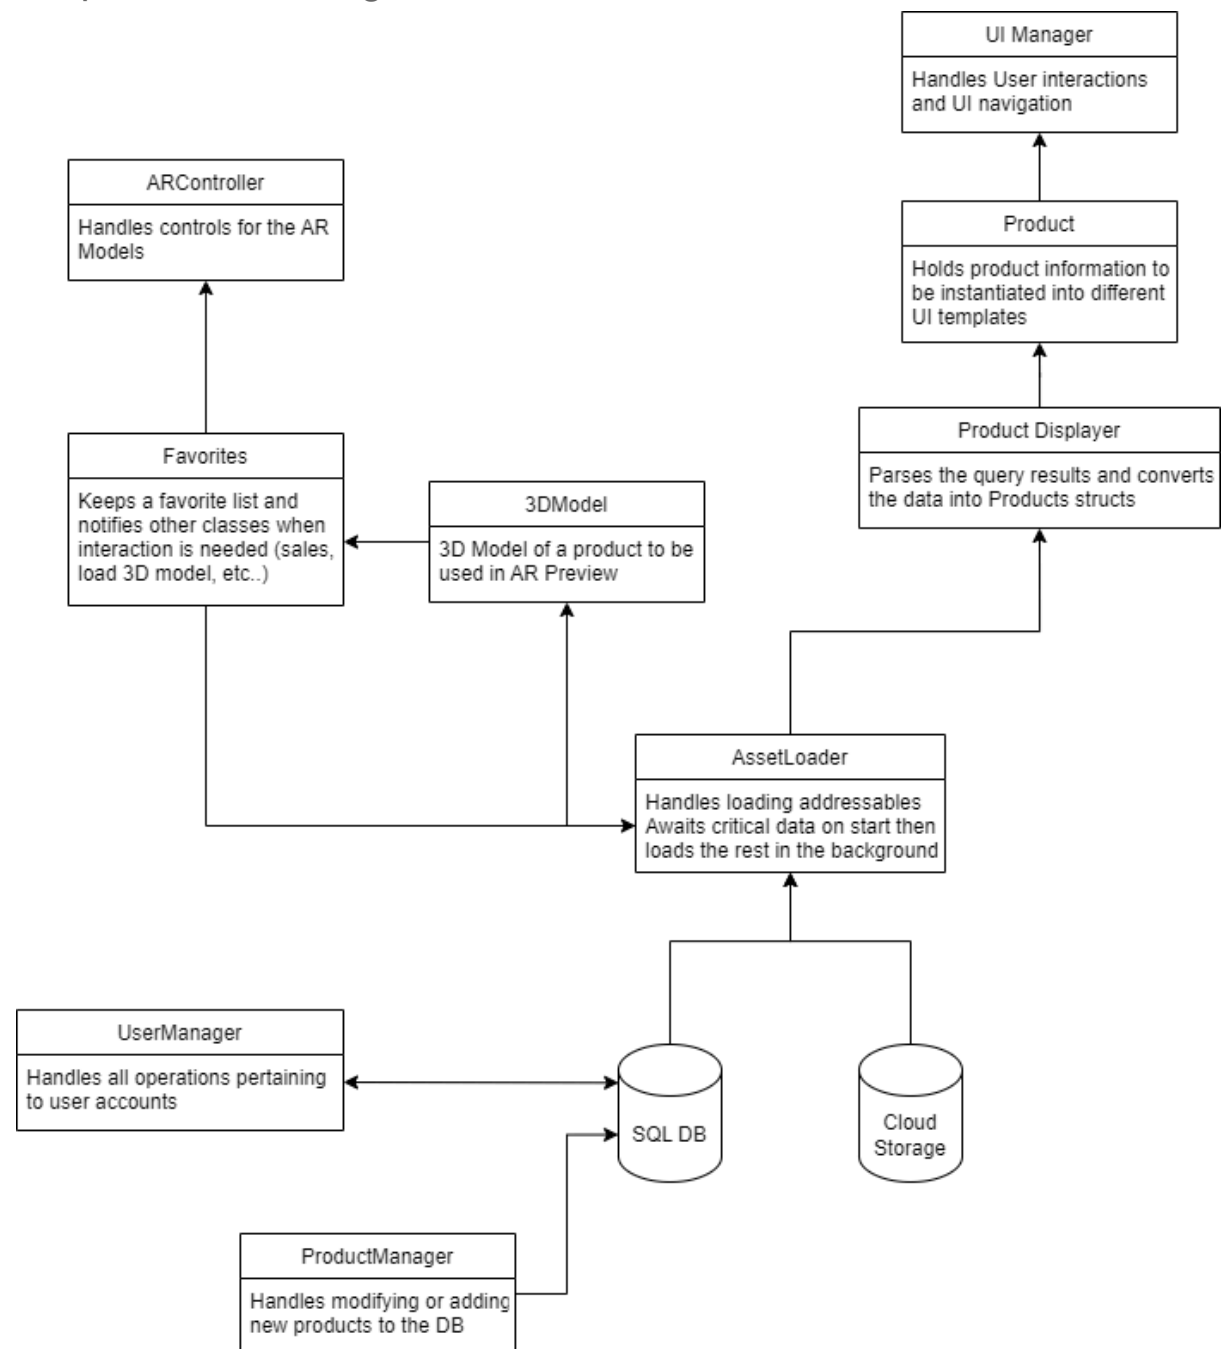 UI Manager
Handles User interactions
and UI navigation
ARController
Handles controls for the AR
Models
Product
Holds product information to
be instantiated into different
UI templates
Product Displayer
Parses the query results and converts
the data into Products structs
Favorites
Keeps a favorite list and
notifies other classes when
interaction is needed (sales,
load 3D model, etc..)
3DModel
3D Model of a product to be
used in AR Preview
AssetLoader
Handles loading addressables
Awaits critical data on start then
loads the rest in the background
UserManager
Handles all operations pertaining
to user accounts
SQL DB
Cloud
Storage
ProductManager
Handles modifying or adding
new products to the DB